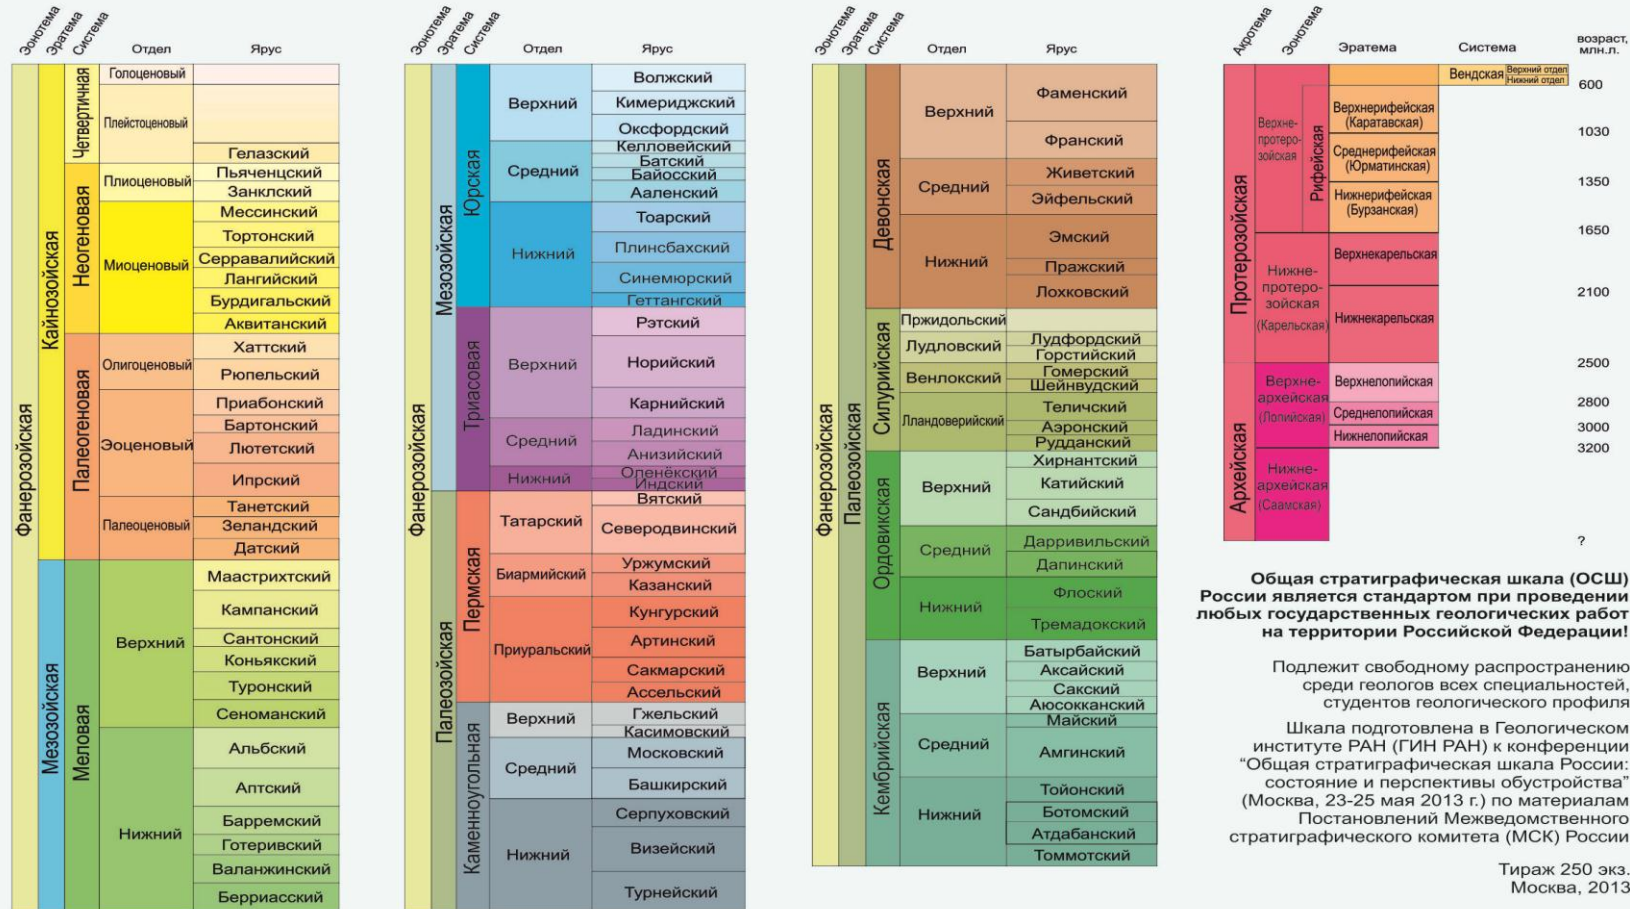 Эонотема Эратема Система Отдел Ярус
Фанерозойская
Кайнозойская
Четвертичная
Голоценовый
Плейстоценовый
Гелазский
Неогеновая
Плиоценовый
Пьяченцский
Занклский
Миоценовый
Мессинский
Тортонский
Серравалийский
Лангийский
Бурдигальский
Аквитанский
Палеогеновая
Олигоценовый
Хаттский
Рюпельский
Эоценовый
Приабонский
Бартонский
Лютетский
Ипрский
Палеоценовый
Танетский
Зеландский
Датский
Мезозойская
Меловая
Верхний
Маастрихтский
Кампанский
Сантонский
Коньякский
Туронский
Сеноманский
Нижний
Альбский
Аптский
Барремский
Готеривский
Валанжинский
Берриасский
Эонотема Эратема Система Отдел Ярус
Фанерозойская
Мезозойская
Юрская
Верхний
Волжский
Кимериджский
Оксфордский
Средний
Келловейский
Батский
Байосский
Ааленский
Нижний
Тоарский
Плинсбахский
Синемюрский
Геттангский
Триасовая
Верхний
Рэтский
Норийский
Карнийский
Средний
Ладинский
Анизийский
Нижний
Оленёкский
Индский
Палеозойская
Пермская
Татарский
Вятский
Северодвинский
Биармийский
Уржумский
Казанский
Приуральский
Кунгурский
Артинский
Сакмарский
Ассельский
Каменноугольная
Верхний
Гжельский
Касимовский
Средний
Московский
Башкирский
Нижний
Серпуховский
Визейский
Турнейский
Эонотема Эратема Система Отдел Ярус
Фанерозойская
Палеозойская
Девонская
Верхний
Фаменский
Франский
Средний
Живетский
Эйфельский
Нижний
Эмский
Пражский
Лохковский
Силурийская
Пржидольский
Лудловский
Лудфордский
Горстийский
Венлокский
Гомерский
Шейнвудский
Лландоверийский
Теличский
Аэронский
Рудданский
Ордовикская
Верхний
Хирнантский
Катийский
Сандбийский
Средний
Дарривильский
Дапинский
Нижний
Флоский
Тремадокский
Кембрийская
Верхний
Батырбайский
Аксайский
Сакский
Аюсокканский
Средний
Майский
Амгинский
Нижний
Тойонский
Ботомский
Атдабанский
Томмотский
Акротема Эонотема Эратема Система возраст,
млн.л.
Протерозойская
Верхне-
протеро-
зойская
Вендская
Верхний отдел
Нижний отдел
600
Рифейская
Верхнерифейская
(Каратавская)
1030
Среднерифейская
(Юрматинская)
1350
Нижнерифейская
(Бурзанская)
1650
Нижне-
протеро-
зойская
(Карельская)
Верхнекарельская
2100
Нижнекарельская
2500
Архейская
Верхне-
архейская
(Лопийская)
Верхнелопийская
2800
Среднелопийская
3000
Нижнелопийская
3200
Нижне-
архейская
(Саамская)
?
Общая стратиграфическая шкала (ОСШ)
России является стандартом при проведении
любых государственных геологических работ
на территории Российской Федерации!
Подлежит свободному распространению
среди геологов всех специальностей,
студентов геологического профиля
Шкала подготовлена в Геологическом
институте РАН (ГИН РАН) к конференции
“Общая стратиграфическая шкала России:
состояние и перспективы обустройства”
(Москва, 23-25 мая 2013 г.) по материалам
Постановлений Межведомственного
стратиграфического комитета (МСК) России
Тираж 250 экз.
Москва, 2013